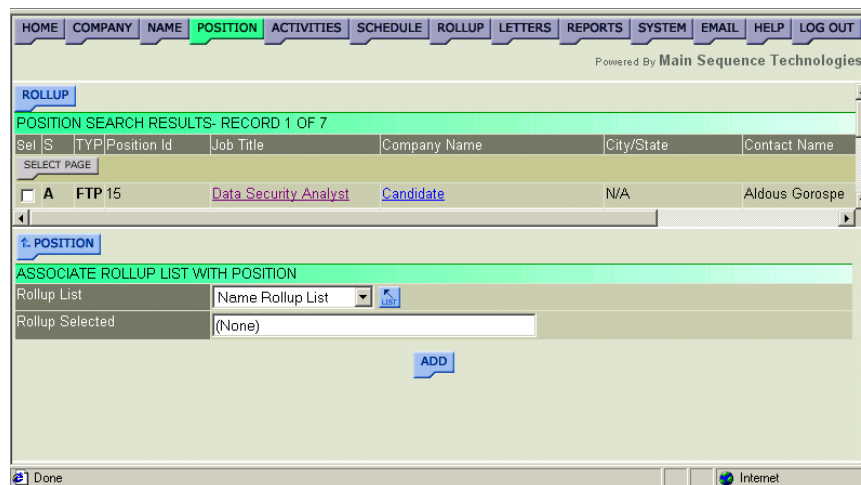 HOME COMPANY NAME POSITION ACTIVITIES SCHEDULE ROLLUP LETTERS REPORTS SYSTEM EMAIL HELP LOG OUT
Powered By Main Sequence Technologies
ROLLUP
POSITION SEARCH RESULTS- RECORD 1 OF 7
Sel S TYP Position Id Job Title Company Name City/State Contact Name
SELECT PAGE
A FTP 15 Data Security Analyst Candidate N/A Aldous Gorospe
POSITION
ASSOCIATE ROLLUP LIST WITH POSITION
Rollup List Name Rollup List LIST
Rollup Selected (None)
ADD
Done Internet